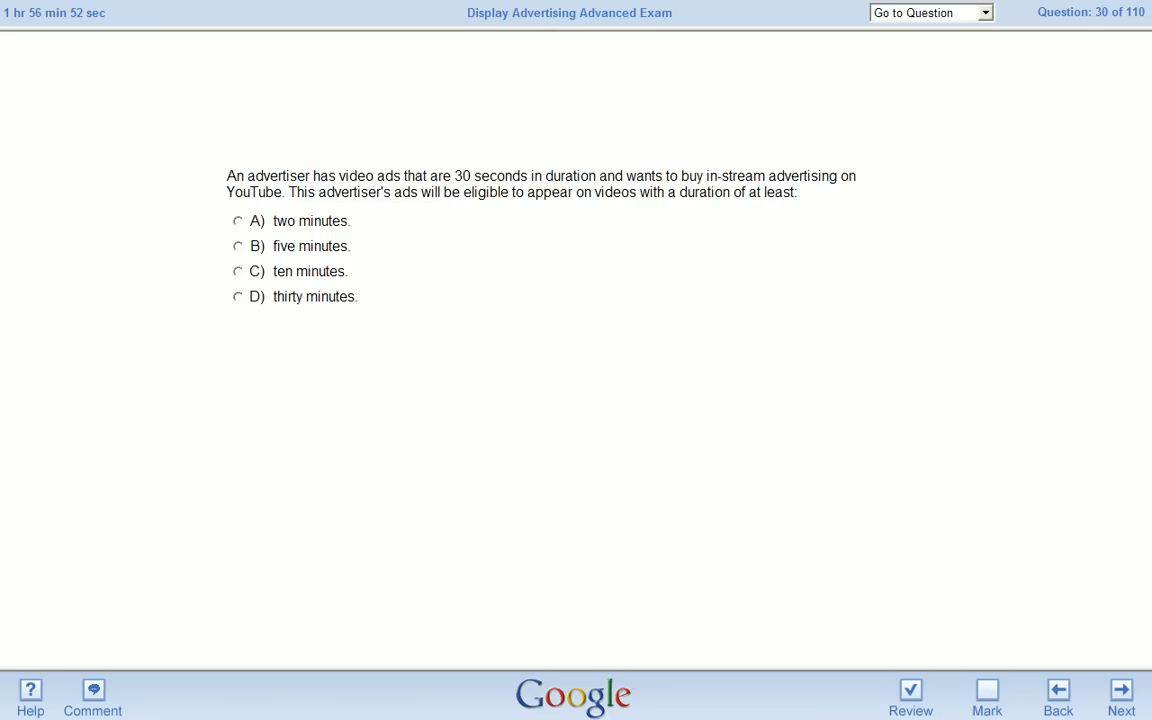 1 hr 56 min 52 sec Display Advertising Advanced Exam Go to Question Question: 30 of 110
An advertiser has video ads that are 30 seconds in duration and wants to buy in-stream advertising on
YouTube. This advertiser's ads will be eligible to appear on videos with a duration of at least:
A) two minutes.
B) five minutes.
C) ten minutes.
D) thirty minutes.
Help Comment Google Review Mark Back Next